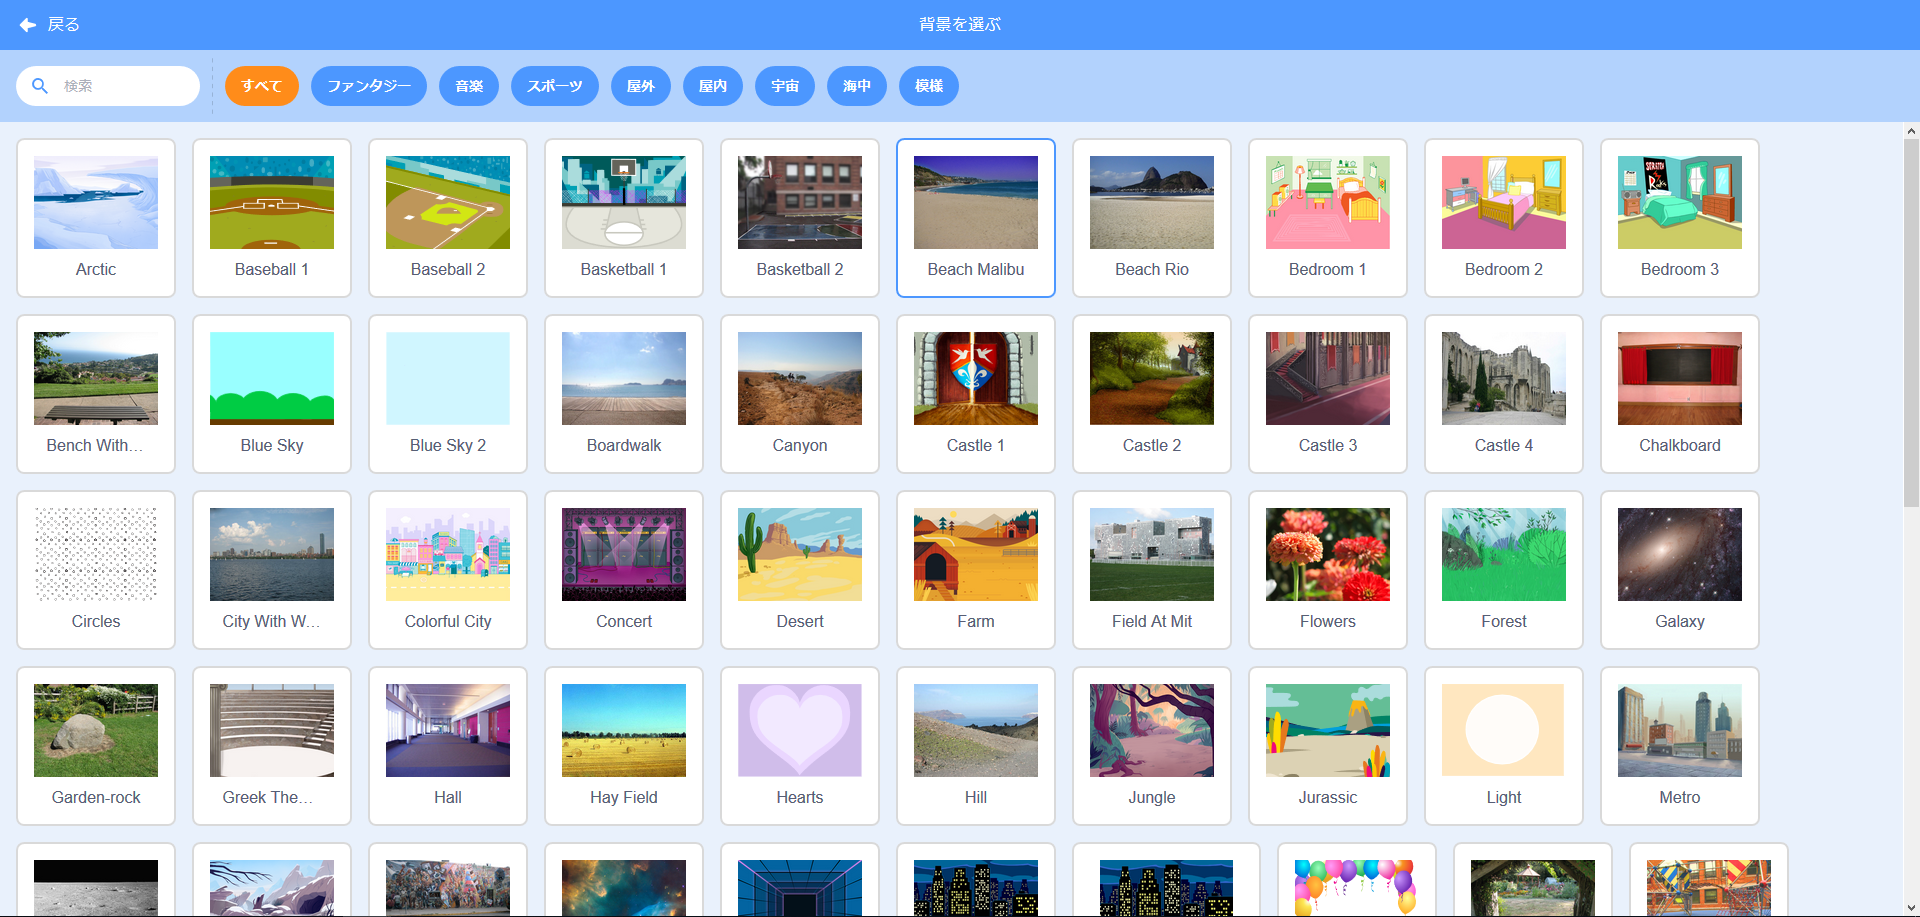 戻る
背景を選ぶ
検索
すべて
ファンタジー
音楽
スポーツ
屋外
屋内
宇宙
海中
模様
Arctic
Baseball 1
Baseball 2
Basketball 1
Basketball 2
Beach Malibu
Beach Rio
Bedroom 1
Bedroom 2
Bedroom 3
Bench With...
Blue Sky
Blue Sky 2
Boardwalk
Canyon
Castle 1
Castle 2
Castle 3
Castle 4
Chalkboard
Circles
City With W...
Colorful City
Concert
Desert
Farm
Field At Mit
Flowers
Forest
Galaxy
Garden-rock
Greek The...
Hall
Hay Field
Hearts
Hill
Jungle
Jurassic
Light
Metro